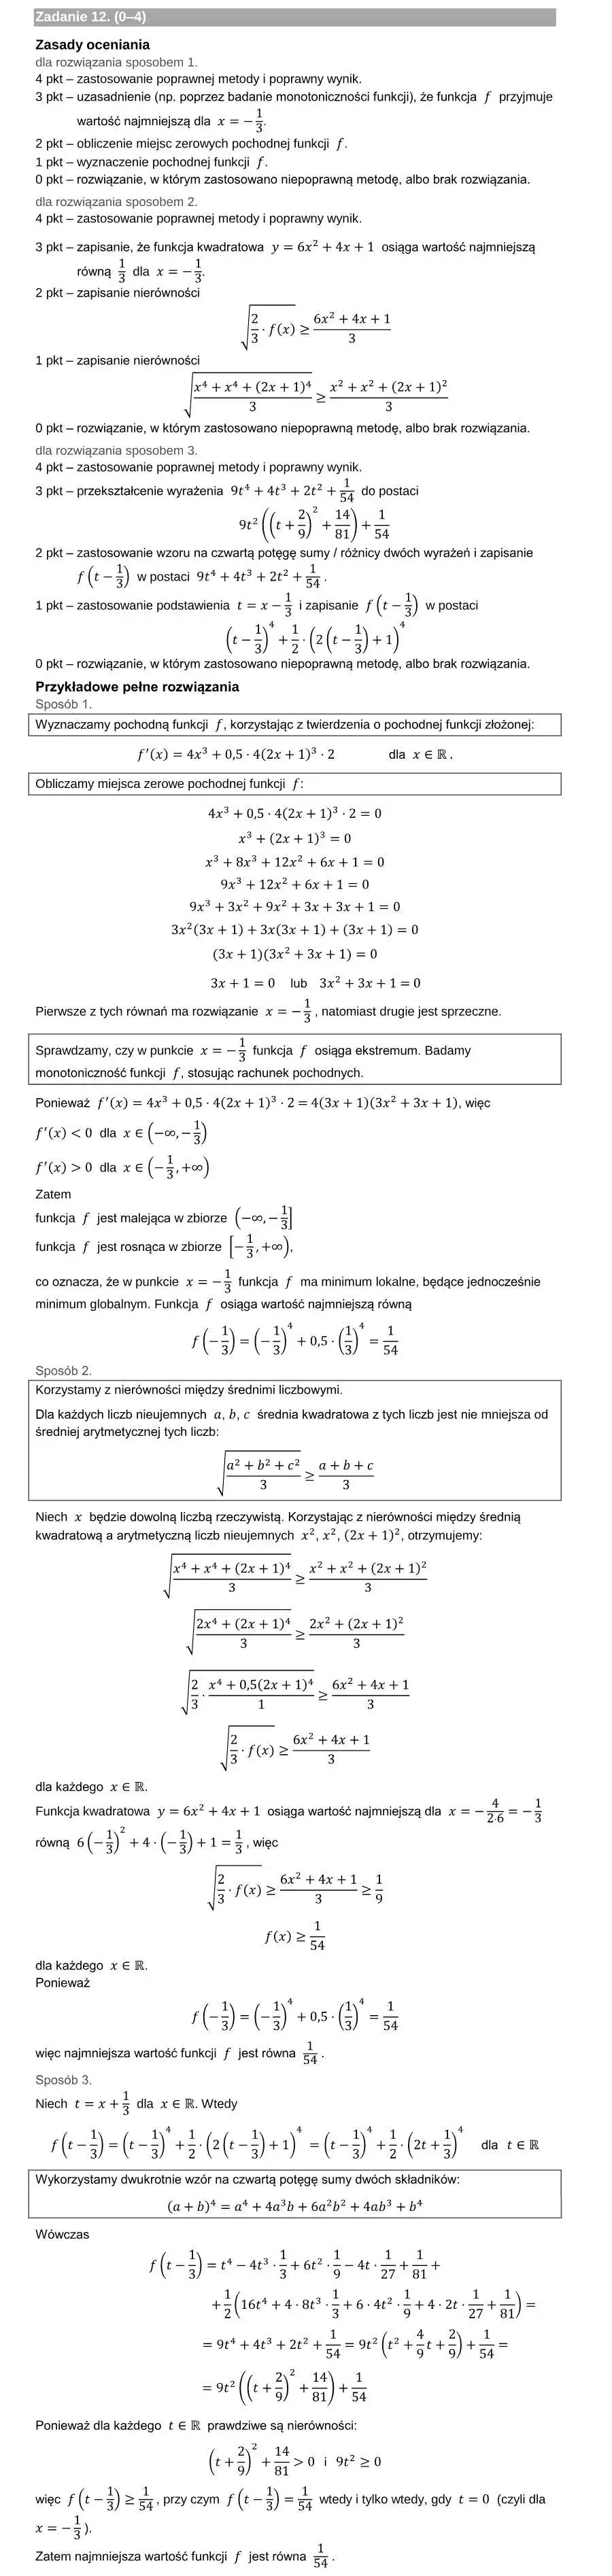 Zadanie 12. (0–4)
Zasady oceniania
dla rozwiązania sposobem 1.
4 pkt – zastosowanie poprawnej metody i poprawny wynik.
3 pkt – uzasadnienie (np. poprzez badanie monotoniczności funkcji), że funkcja f przyjmuje
wartość najmniejszą dla x = −1/3.
2 pkt – obliczenie miejsc zerowych pochodnej funkcji f.
1 pkt – wyznaczenie pochodnej funkcji f.
0 pkt – rozwiązanie, w którym zastosowano niepoprawną metodę, albo brak rozwiązania.
dla rozwiązania sposobem 2.
4 pkt – zastosowanie poprawnej metody i poprawny wynik.
3 pkt – zapisanie, że funkcja kwadratowa y = 6x² + 4x + 1 osiąga wartość najmniejszą
równą 1/3 dla x = −1/3.
2 pkt – zapisanie nierówności
√(2/3 · f(x)) ≥ (6x² + 4x + 1)/3
1 pkt – zapisanie nierówności
√((x⁴ + x⁴ + (2x + 1)⁴)/3) ≥ (x² + x² + (2x + 1)²)/3
0 pkt – rozwiązanie, w którym zastosowano niepoprawną metodę, albo brak rozwiązania.
dla rozwiązania sposobem 3.
4 pkt – zastosowanie poprawnej metody i poprawny wynik.
3 pkt – przekształcenie wyrażenia 9t⁴ + 4t³ + 2t² + 1/54 do postaci
9t²((t + 2/9)² + 14/81) + 1/54
2 pkt – zastosowanie wzoru na czwartą potęgę sumy / różnicy dwóch wyrażeń i zapisanie
f(t − 1/3) w postaci 9t⁴ + 4t³ + 2t² + 1/54 .
1 pkt – zastosowanie podstawienia t = x − 1/3 i zapisanie f(t − 1/3) w postaci
(t − 1/3)⁴ + 1/2 · (2(t − 1/3) + 1)⁴
0 pkt – rozwiązanie, w którym zastosowano niepoprawną metodę, albo brak rozwiązania.
Przykładowe pełne rozwiązania
Sposób 1.
Wyznaczamy pochodną funkcji f, korzystając z twierdzenia o pochodnej funkcji złożonej:
f′(x) = 4x³ + 0,5 · 4(2x + 1)³ · 2 dla x ∈ ℝ .
Obliczamy miejsca zerowe pochodnej funkcji f:
4x³ + 0,5 · 4(2x + 1)³ · 2 = 0
x³ + (2x + 1)³ = 0
x³ + 8x³ + 12x² + 6x + 1 = 0
9x³ + 12x² + 6x + 1 = 0
9x³ + 3x² + 9x² + 3x + 3x + 1 = 0
3x²(3x + 1) + 3x(3x + 1) + (3x + 1) = 0
(3x + 1)(3x² + 3x + 1) = 0
3x + 1 = 0 lub 3x² + 3x + 1 = 0
Pierwsze z tych równań ma rozwiązanie x = −1/3 , natomiast drugie jest sprzeczne.
Sprawdzamy, czy w punkcie x = −1/3 funkcja f osiąga ekstremum. Badamy
monotoniczność funkcji f, stosując rachunek pochodnych.
Ponieważ f′(x) = 4x³ + 0,5 · 4(2x + 1)³ · 2 = 4(3x + 1)(3x² + 3x + 1), więc
f′(x) < 0 dla x ∈ (−∞, −1/3)
f′(x) > 0 dla x ∈ (−1/3, +∞)
Zatem
funkcja f jest malejąca w zbiorze (−∞, −1/3]
funkcja f jest rosnąca w zbiorze [−1/3, +∞),
co oznacza, że w punkcie x = −1/3 funkcja f ma minimum lokalne, będące jednocześnie
minimum globalnym. Funkcja f osiąga wartość najmniejszą równą
f(−1/3) = (−1/3)⁴ + 0,5 · (1/3)⁴ = 1/54
Sposób 2.
Korzystamy z nierówności między średnimi liczbowymi.
Dla każdych liczb nieujemnych a, b, c średnia kwadratowa z tych liczb jest nie mniejsza od
średniej arytmetycznej tych liczb:
√((a² + b² + c²)/3) ≥ (a + b + c)/3
Niech x będzie dowolną liczbą rzeczywistą. Korzystając z nierówności między średnią
kwadratową a arytmetyczną liczb nieujemnych x², x², (2x + 1)², otrzymujemy:
√((x⁴ + x⁴ + (2x + 1)⁴)/3) ≥ (x² + x² + (2x + 1)²)/3
√((2x⁴ + (2x + 1)⁴)/3) ≥ (2x² + (2x + 1)²)/3
√(2/3 · (x⁴ + 0,5(2x + 1)⁴)/1) ≥ (6x² + 4x + 1)/3
√(2/3 · f(x)) ≥ (6x² + 4x + 1)/3
dla każdego x ∈ ℝ.
Funkcja kwadratowa y = 6x² + 4x + 1 osiąga wartość najmniejszą dla x = −4/(2·6) = −1/3
równą 6(−1/3)² + 4 · (−1/3) + 1 = 1/3 , więc
√(2/3 · f(x)) ≥ (6x² + 4x + 1)/3 ≥ 1/9
f(x) ≥ 1/54
dla każdego x ∈ ℝ.
Ponieważ
f(−1/3) = (−1/3)⁴ + 0,5 · (1/3)⁴ = 1/54
więc najmniejsza wartość funkcji f jest równa 1/54 .
Sposób 3.
Niech t = x + 1/3 dla x ∈ ℝ. Wtedy
f(t − 1/3) = (t − 1/3)⁴ + 1/2 · (2(t − 1/3) + 1)⁴ = (t − 1/3)⁴ + 1/2 · (2t + 1/3)⁴ dla t ∈ ℝ
Wykorzystamy dwukrotnie wzór na czwartą potęgę sumy dwóch składników:
(a + b)⁴ = a⁴ + 4a³b + 6a²b² + 4ab³ + b⁴
Wówczas
f(t − 1/3) = t⁴ − 4t³ · 1/3 + 6t² · 1/9 − 4t · 1/27 + 1/81 +
+ 1/2(16t⁴ + 4 · 8t³ · 1/3 + 6 · 4t² · 1/9 + 4 · 2t · 1/27 + 1/81) =
= 9t⁴ + 4t³ + 2t² + 1/54 = 9t²(t² + 4/9 t + 2/9) + 1/54 =
= 9t²((t + 2/9)² + 14/81) + 1/54
Ponieważ dla każdego t ∈ ℝ prawdziwe są nierówności:
(t + 2/9)² + 14/81 > 0 i 9t² ≥ 0
więc f(t − 1/3) ≥ 1/54 , przy czym f(t − 1/3) = 1/54 wtedy i tylko wtedy, gdy t = 0 (czyli dla
x = −1/3 ).
Zatem najmniejsza wartość funkcji f jest równa 1/54 .